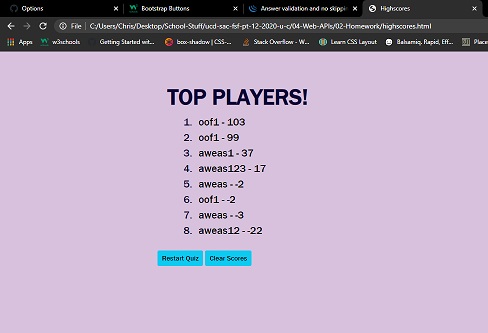 Options
Bootstrap Buttons
Answer validation and no skippin
Highscores
File | C:/Users/Chris/Desktop/School-Stuff/ucd-sac-fsf-pt-12-2020-u-c/04-Web-APIs/02-Homework/highscores.html
Apps w3schools Getting Started wit... box-shadow | CSS-... Stack Overflow - W... Learn CSS Layout Balsamiq. Rapid, Eff... Place
TOP PLAYERS!
1. oof1 - 103
2. oof1 - 99
3. aweas1 - 37
4. aweas123 - 17
5. aweas - -2
6. oof1 - -2
7. aweas - -3
8. aweas12 - -22
Restart Quiz Clear Scores